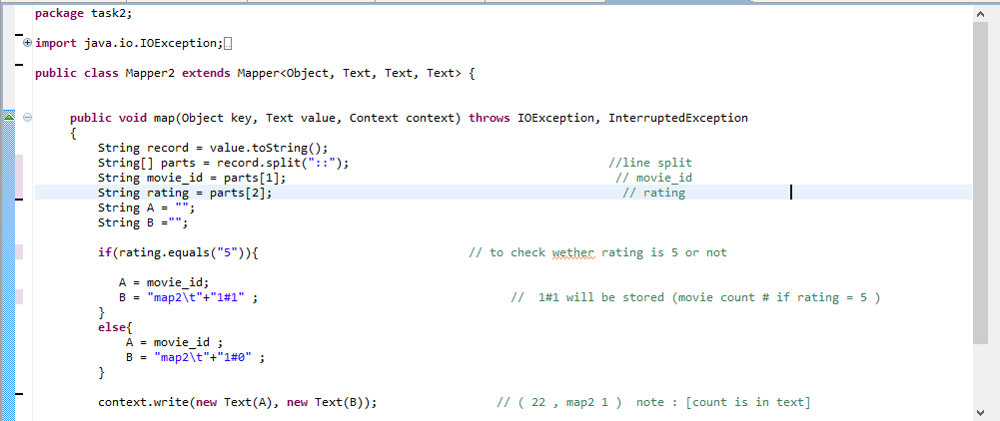 package task2;
import java.io.IOException;
public class Mapper2 extends Mapper<Object, Text, Text, Text> {
public void map(Object key, Text value, Context context) throws IOException, InterruptedException
{
String record = value.toString();
String[] parts = record.split("::"); //line split
String movie_id = parts[1]; // movie_id
String rating = parts[2]; // rating
String A = "";
String B ="";
if(rating.equals("5")){ // to check wether rating is 5 or not
A = movie_id;
B = "map2\t"+"1#1" ; // 1#1 will be stored (movie count # if rating = 5 )
}
else{
A = movie_id ;
B = "map2\t"+"1#0" ;
}
context.write(new Text(A), new Text(B)); // ( 22 , map2 1 ) note : [count is in text]